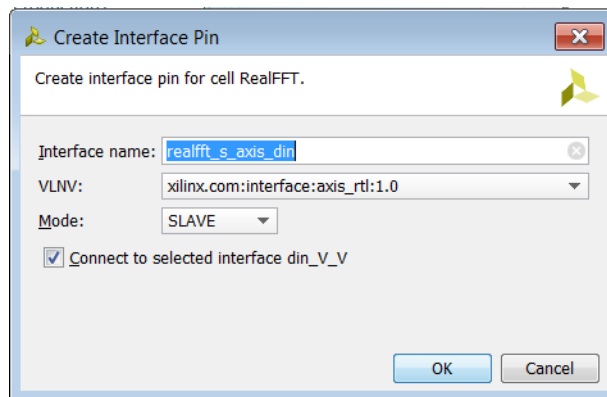 Create Interface Pin
Create interface pin for cell RealFFT.
Interface name: realfft_s_axis_din
VLNV: xilinx.com:interface:axis_rtl:1.0
Mode: SLAVE
Connect to selected interface din_V_V
OK Cancel